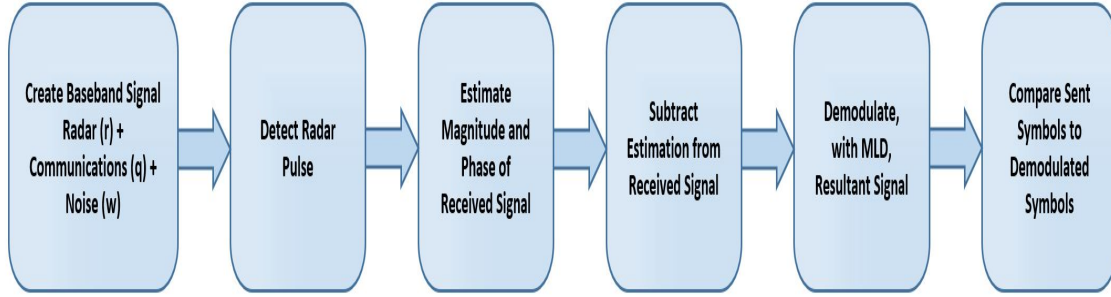 Create Baseband Signal
Radar (r) +
Communications (q) +
Noise (w)
Detect Radar
Pulse
Estimate
Magnitude and
Phase of
Received Signal
Subtract
Estimation from
Received Signal
Demodulate,
with MLD,
Resultant Signal
Compare Sent
Symbols to
Demodulated
Symbols